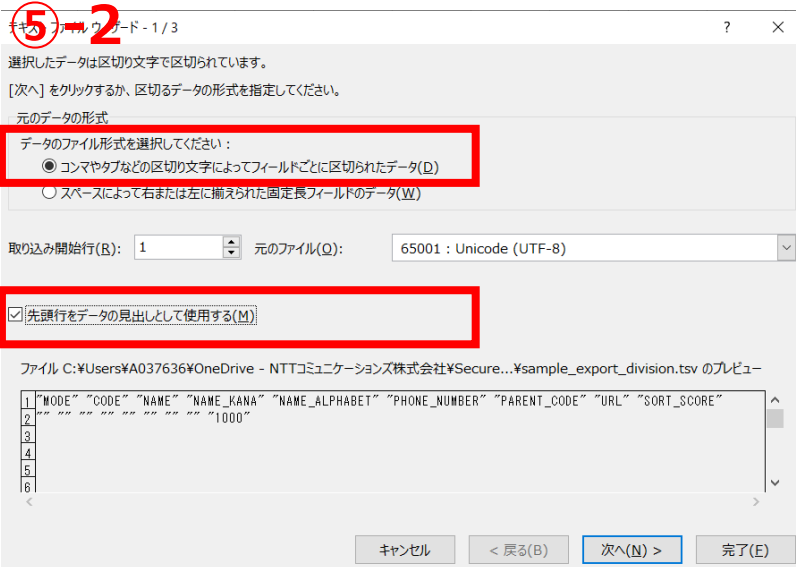 ⑤-2
テキスト ファイル ウィザード - 1 / 3
?
選択したデータは区切り文字で区切られています。
[次へ] をクリックするか、区切るデータの形式を指定してください。
元のデータの形式
データのファイル形式を選択してください：
コンマやタブなどの区切り文字によってフィールドごとに区切られたデータ(D)
スペースによって右または左に揃えられた固定長フィールドのデータ(W)
取り込み開始行(R): 1 元のファイル(O): 65001 : Unicode (UTF-8)
先頭行をデータの見出しとして使用する(M)
ファイル C:¥Users¥A037636¥OneDrive - NTTコミュニケーションズ株式会社¥Secure...¥sample_export_division.tsv のプレビュー
1 "MODE" "CODE" "NAME" "NAME_KANA" "NAME_ALPHABET" "PHONE_NUMBER" "PARENT_CODE" "URL" "SORT_SCORE"
2 "" "" "" "" "" "" "" "" "1000"
3
4
5
6
キャンセル < 戻る(B) 次へ(N) > 完了(F)